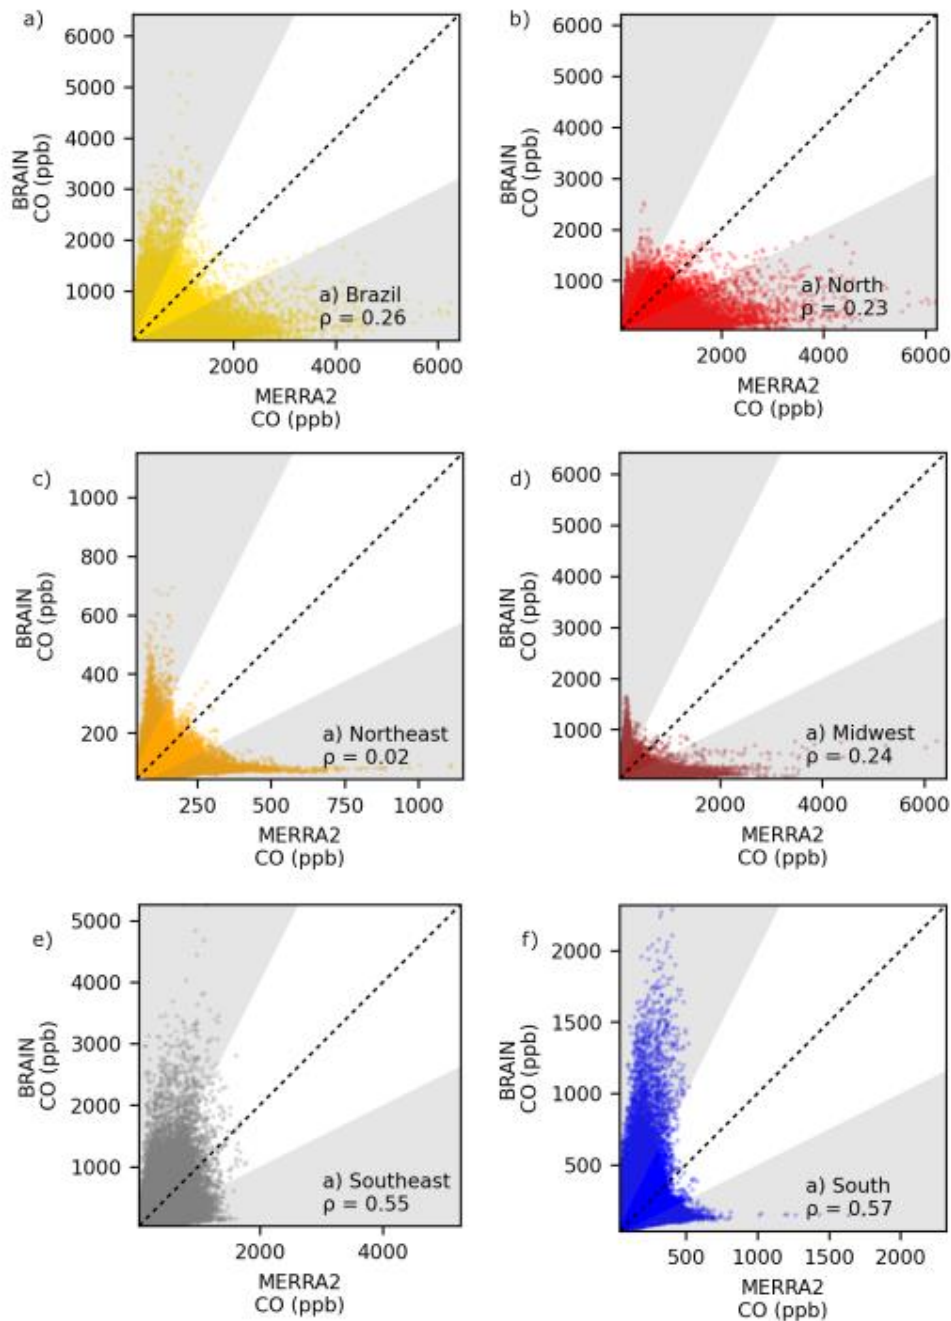 a)
6000
5000
4000
3000
2000
1000
BRAIN
CO (ppb)
a) Brazil
ρ = 0.26
2000
4000
6000
MERRA2
CO (ppb)
b)
6000
5000
4000
3000
2000
1000
BRAIN
CO (ppb)
a) North
ρ = 0.23
2000
4000
6000
MERRA2
CO (ppb)
c)
1000
800
600
400
200
BRAIN
CO (ppb)
a) Northeast
ρ = 0.02
250
500
750
1000
MERRA2
CO (ppb)
d)
6000
5000
4000
3000
2000
1000
BRAIN
CO (ppb)
a) Midwest
ρ = 0.24
2000
4000
6000
MERRA2
CO (ppb)
e)
5000
4000
3000
2000
1000
BRAIN
CO (ppb)
a) Southeast
ρ = 0.55
2000
4000
MERRA2
CO (ppb)
f)
2000
1500
1000
500
BRAIN
CO (ppb)
a) South
ρ = 0.57
500
1000
1500
2000
MERRA2
CO (ppb)